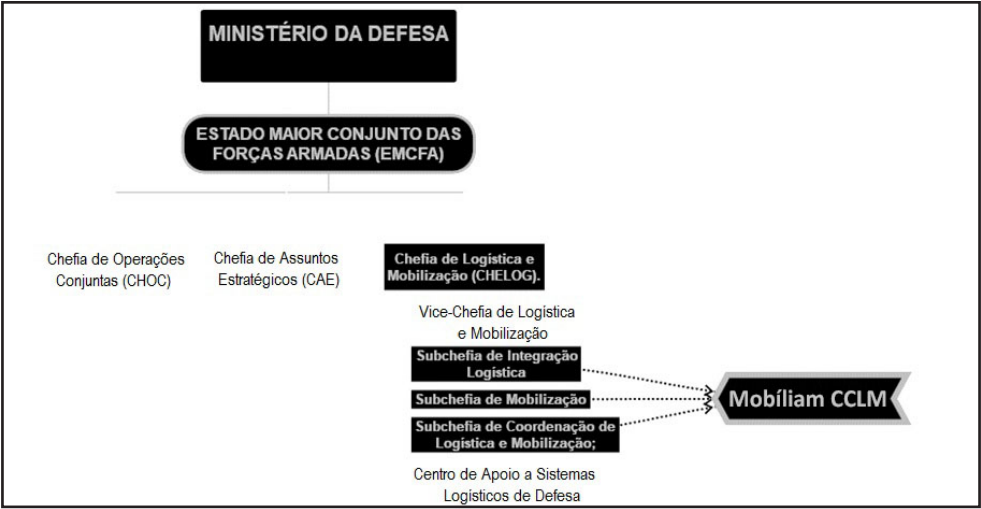 MINISTÉRIO DA DEFESA
ESTADO MAIOR CONJUNTO DAS
FORÇAS ARMADAS (EMCFA)
Chefia de Operações
Conjuntas (CHOC)
Chefia de Assuntos
Estratégicos (CAE)
Chefia de Logística e
Mobilização (CHELOG).
Vice-Chefia de Logística
e Mobilização
Subchefia de Integração
Logística
Subchefia de Mobilização
Subchefia de Coordenação de
Logística e Mobilização;
Mobíliam CCLM
Centro de Apoio a Sistemas
Logísticos de Defesa